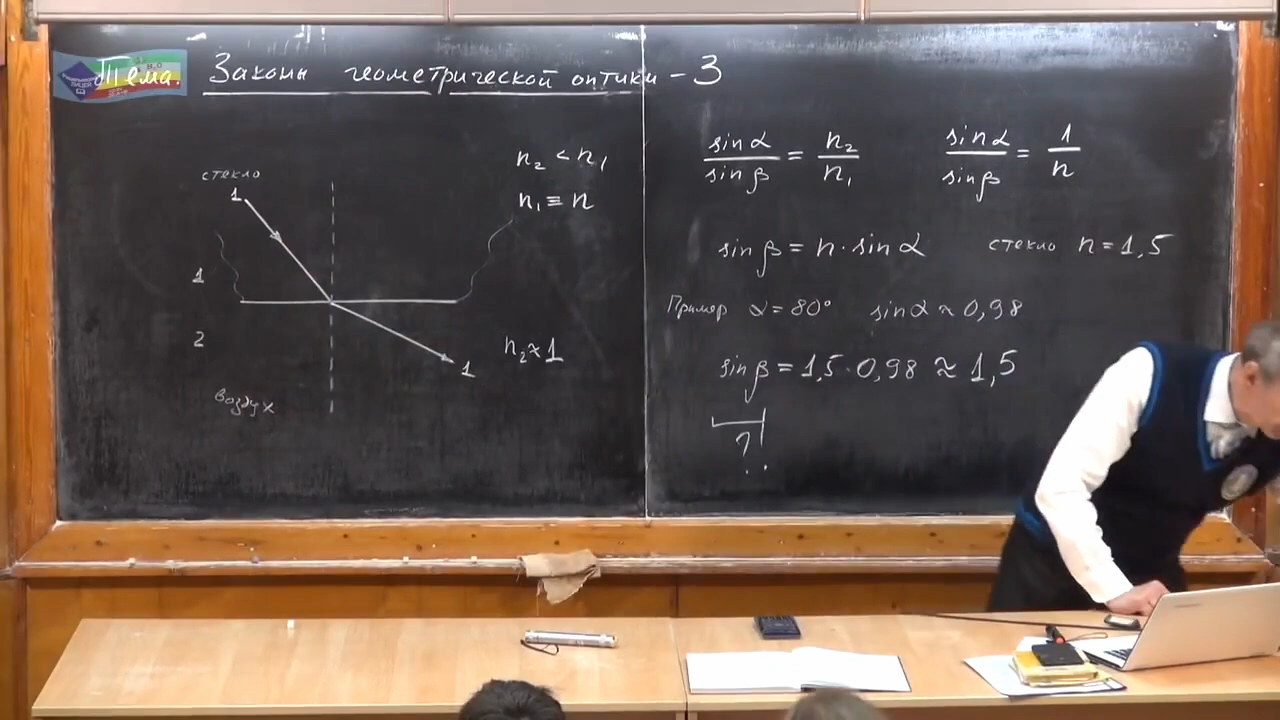 Тема. Законы геометрической оптики - 3
стекло
1
n₂ < n₁
n₁ ≡ n
1
2
n₂ ≈ 1
1
воздух
sin α / sin β = n₂ / n₁
sin α / sin β = 1 / n
sin β = n · sin α
стекло n = 1,5
Пример α = 80° sin α ≈ 0,98
sin β = 1,5 · 0,98 ≈ 1,5
?!